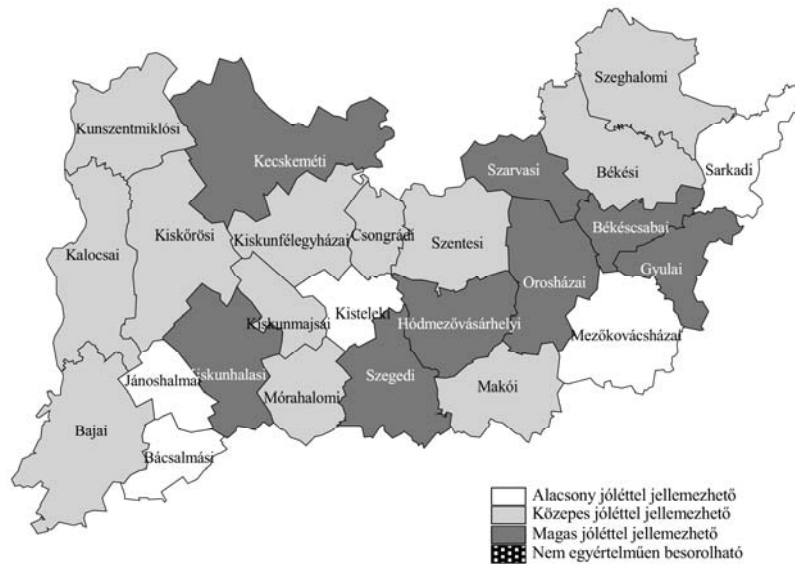 Szeghalomi
Kunszentmiklósi
Kecskeméti
Szarvasi
Békési
Sarkadi
Kalocsai
Kiskőrösi
Kiskunfélegyházai
Csongrádi
Szentesi
Békéscsabai
Gyulai
Orosházai
Kisteleki
Kiskunmajsai
Hódmezővásárhelyi
Mezőkovácsházai
Jánoshalmai
Kiskunhalasi
Szegedi
Mórahalomi
Makói
Bajai
Bácsalmási
Alacsony jóléttel jellemezhető
Közepes jóléttel jellemezhető
Magas jóléttel jellemezhető
Nem egyértelműen besorolható